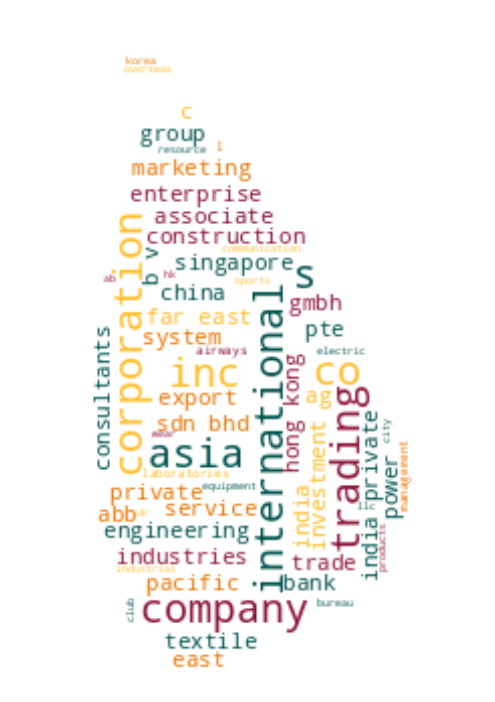 korea
overseas
c
group
resource
l
marketing
enterprise
associate
construction
communication
corporation
b v
singapore
s
ab
hk
sports
china
gmbh
far east
pte
system
consultants
airways
electric
international
inc
hong kong
co
export
ag
trading
sdn bhd
wear
asia
investment
india private
city
power
management
laboratories
private
equipment
india
abb
uk
service
llc
engineering
products
industries
trade
industrial
pacific
bank
club
company
bureau
textile
east